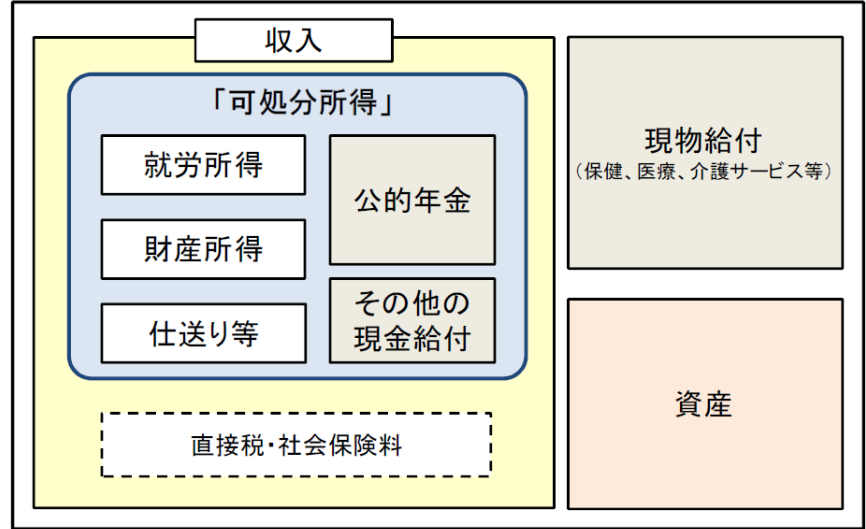 収入
「可処分所得」
就労所得
公的年金
財産所得
仕送り等
その他の
現金給付
直接税・社会保険料
現物給付
（保健、医療、介護サービス等）
資産